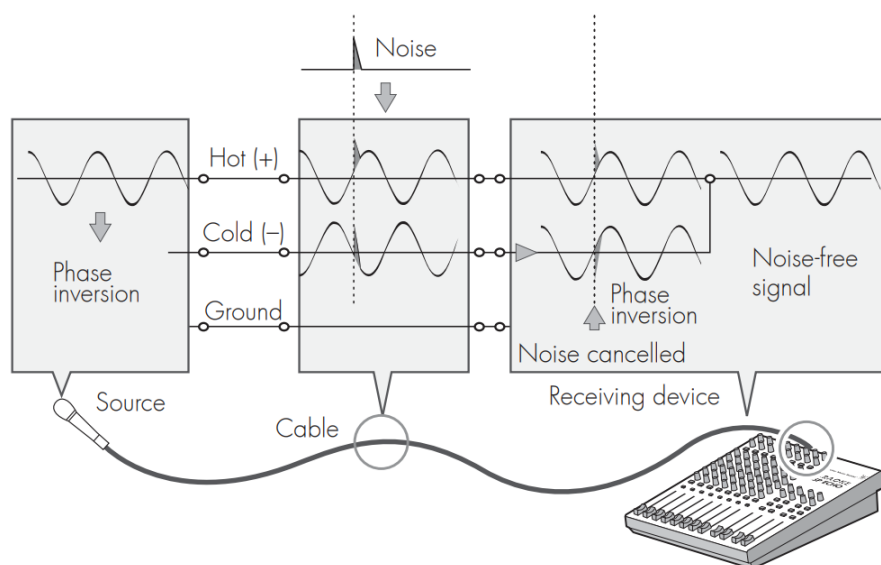 Noise
Hot (+)
Cold (–)
Phase
inversion
Ground
Phase
inversion
Noise cancelled
Noise-free
signal
Source
Cable
Receiving device